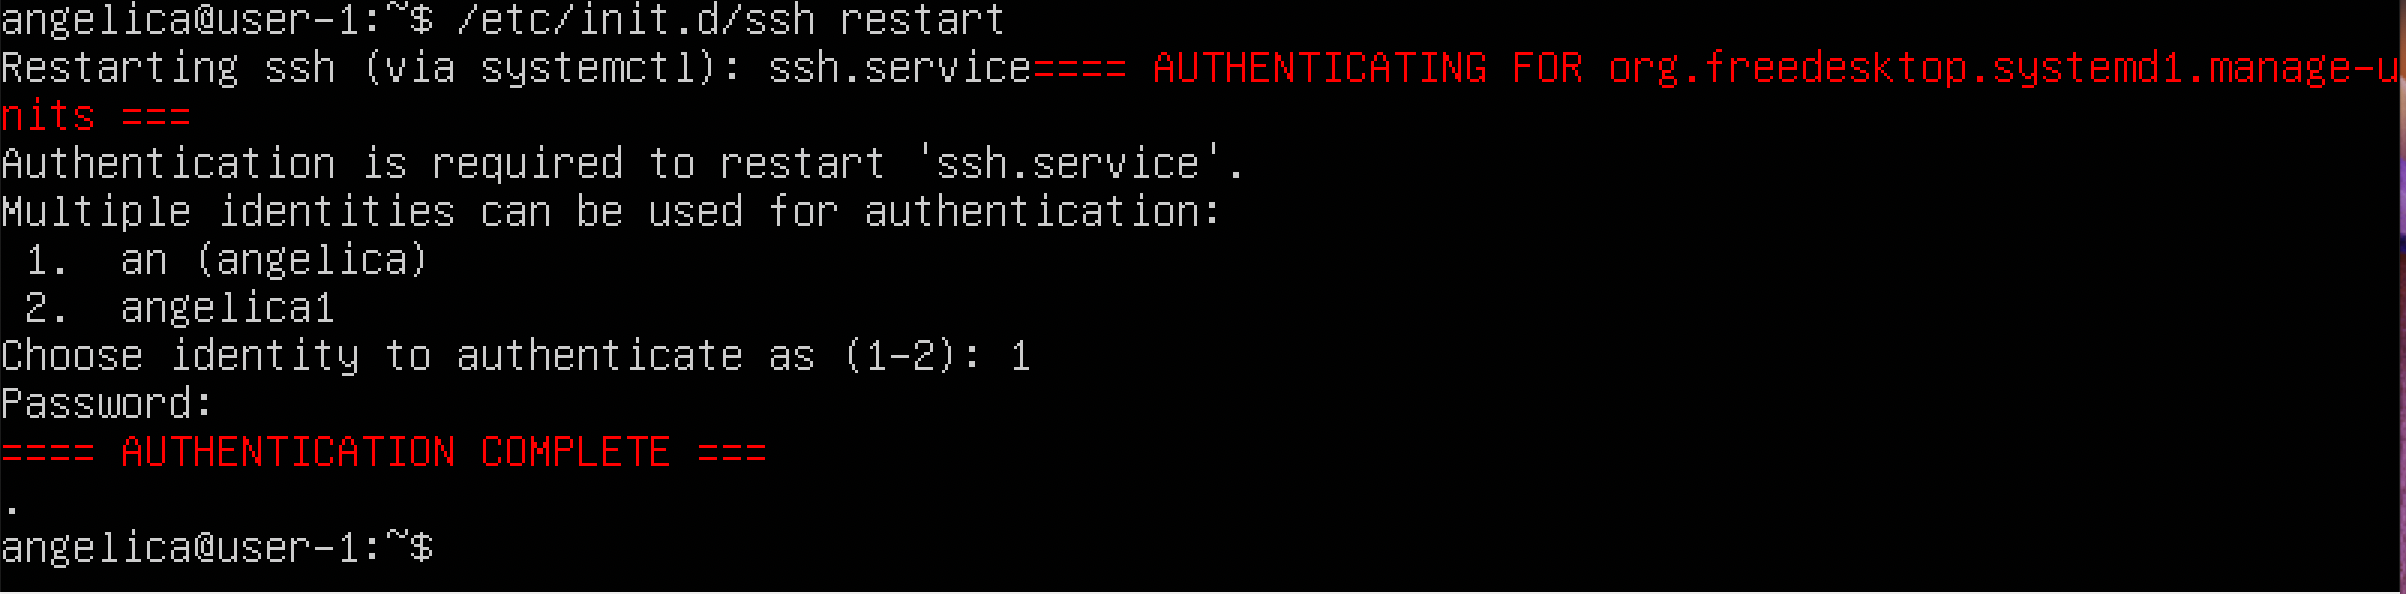 angelica@user-1:~$ /etc/init.d/ssh restart
Restarting ssh (via systemctl): ssh.service==== AUTHENTICATING FOR org.freedesktop.systemd1.manage-u
nits ===
Authentication is required to restart 'ssh.service'.
Multiple identities can be used for authentication:
 1.  an (angelica)
 2.  angelica1
Choose identity to authenticate as (1-2): 1
Password:
==== AUTHENTICATION COMPLETE ===
.
angelica@user-1:~$